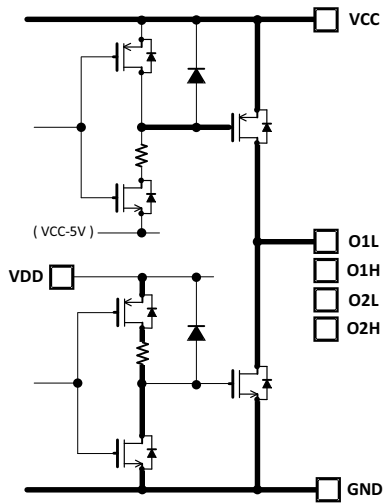 VCC
( VCC-5V )
O1L
VDD
O1H
O2L
O2H
GND